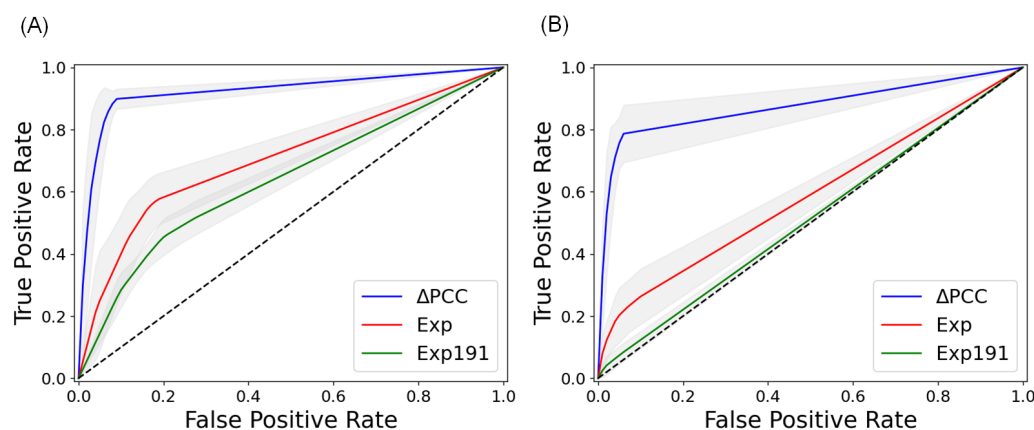 (A)
True Positive Rate
1.0
0.8
0.6
0.4
0.2
0.0
ΔPCC
Exp
Exp191
0.0 0.2 0.4 0.6 0.8 1.0
False Positive Rate
(B)
True Positive Rate
1.0
0.8
0.6
0.4
0.2
0.0
ΔPCC
Exp
Exp191
0.0 0.2 0.4 0.6 0.8 1.0
False Positive Rate